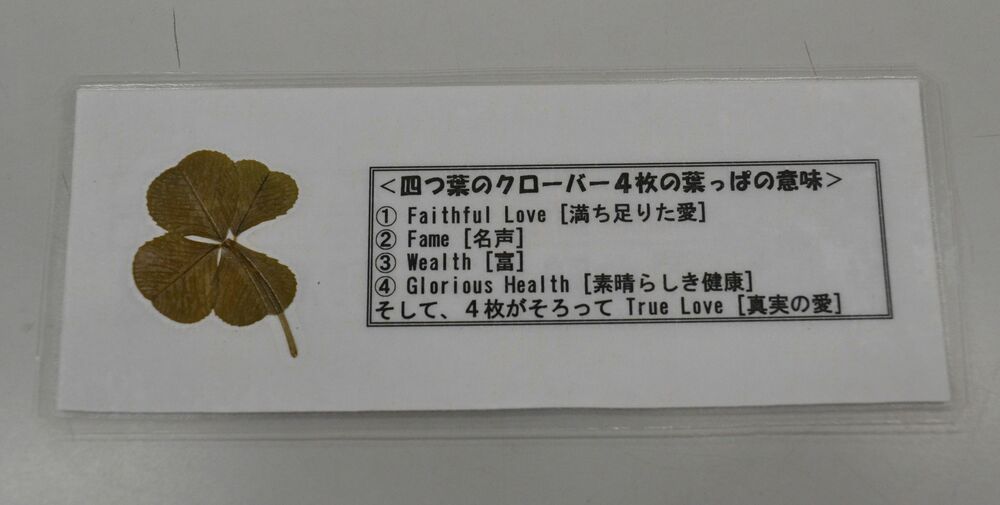 ＜四つ葉のクローバー４枚の葉っぱの意味＞
① Faithful Love [満ち足りた愛]
② Fame [名声]
③ Wealth [富]
④ Glorious Health [素晴らしき健康]
そして、４枚がそろって True Love [真実の愛]